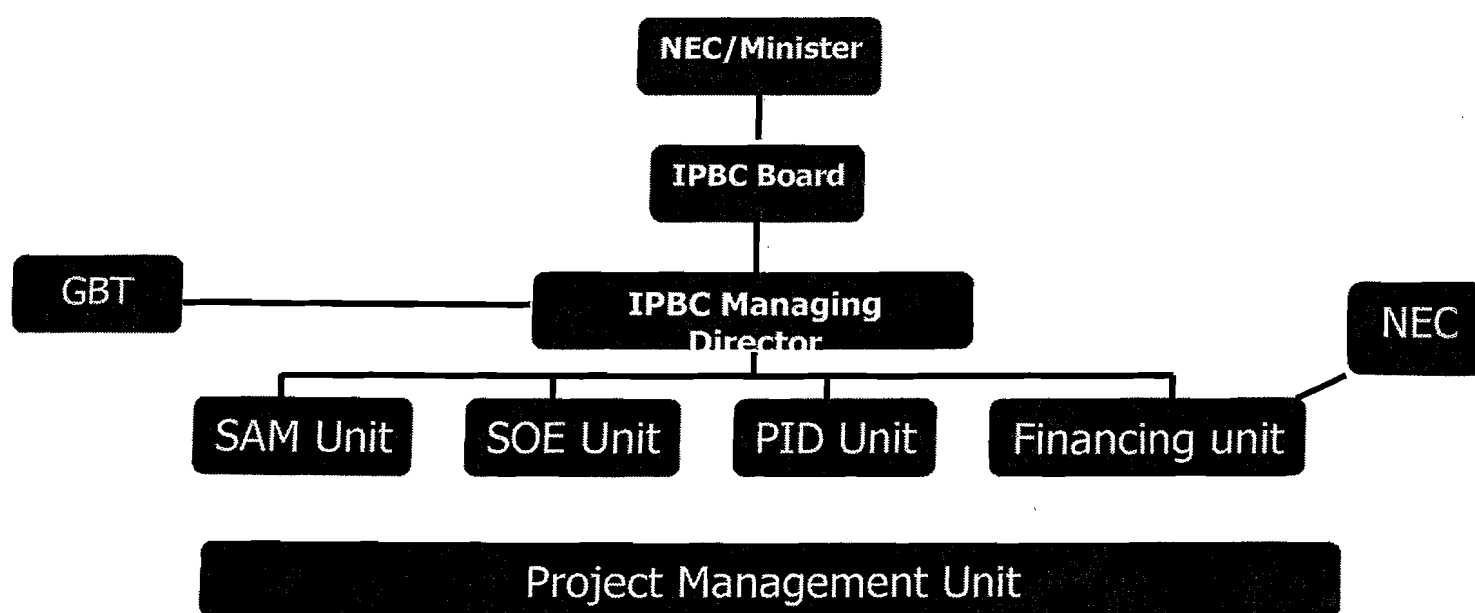 NEC/Minister
IPBC Board
GBT
IPBC Managing
Director
NEC
SAM Unit
SOE Unit
PID Unit
Financing unit
Project Management Unit